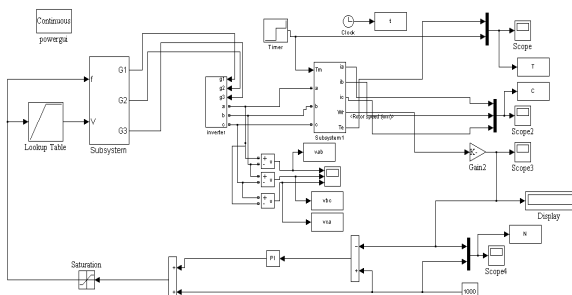 Continuous
powergui
f
V
Lookup Table
G1
G2
G3
Subsystem
g1
g2
g3
a
b
c
inverter
Timer
Clock
t
Tm
a
b
c
ia
ib
ic
Wr
Te
Subsystem1
<Rotor speed (wm)>
Scope
T
C
Scope2
Gain2
Scope3
Display
vab
vbc
vca
N
Scope4
1000
PI
Saturation